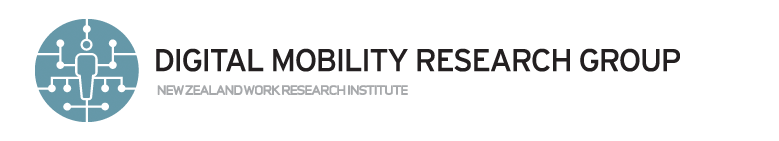 DIGITAL MOBILITY RESEARCH GROUP
NEW ZEALAND WORK RESEARCH INSTITUTE